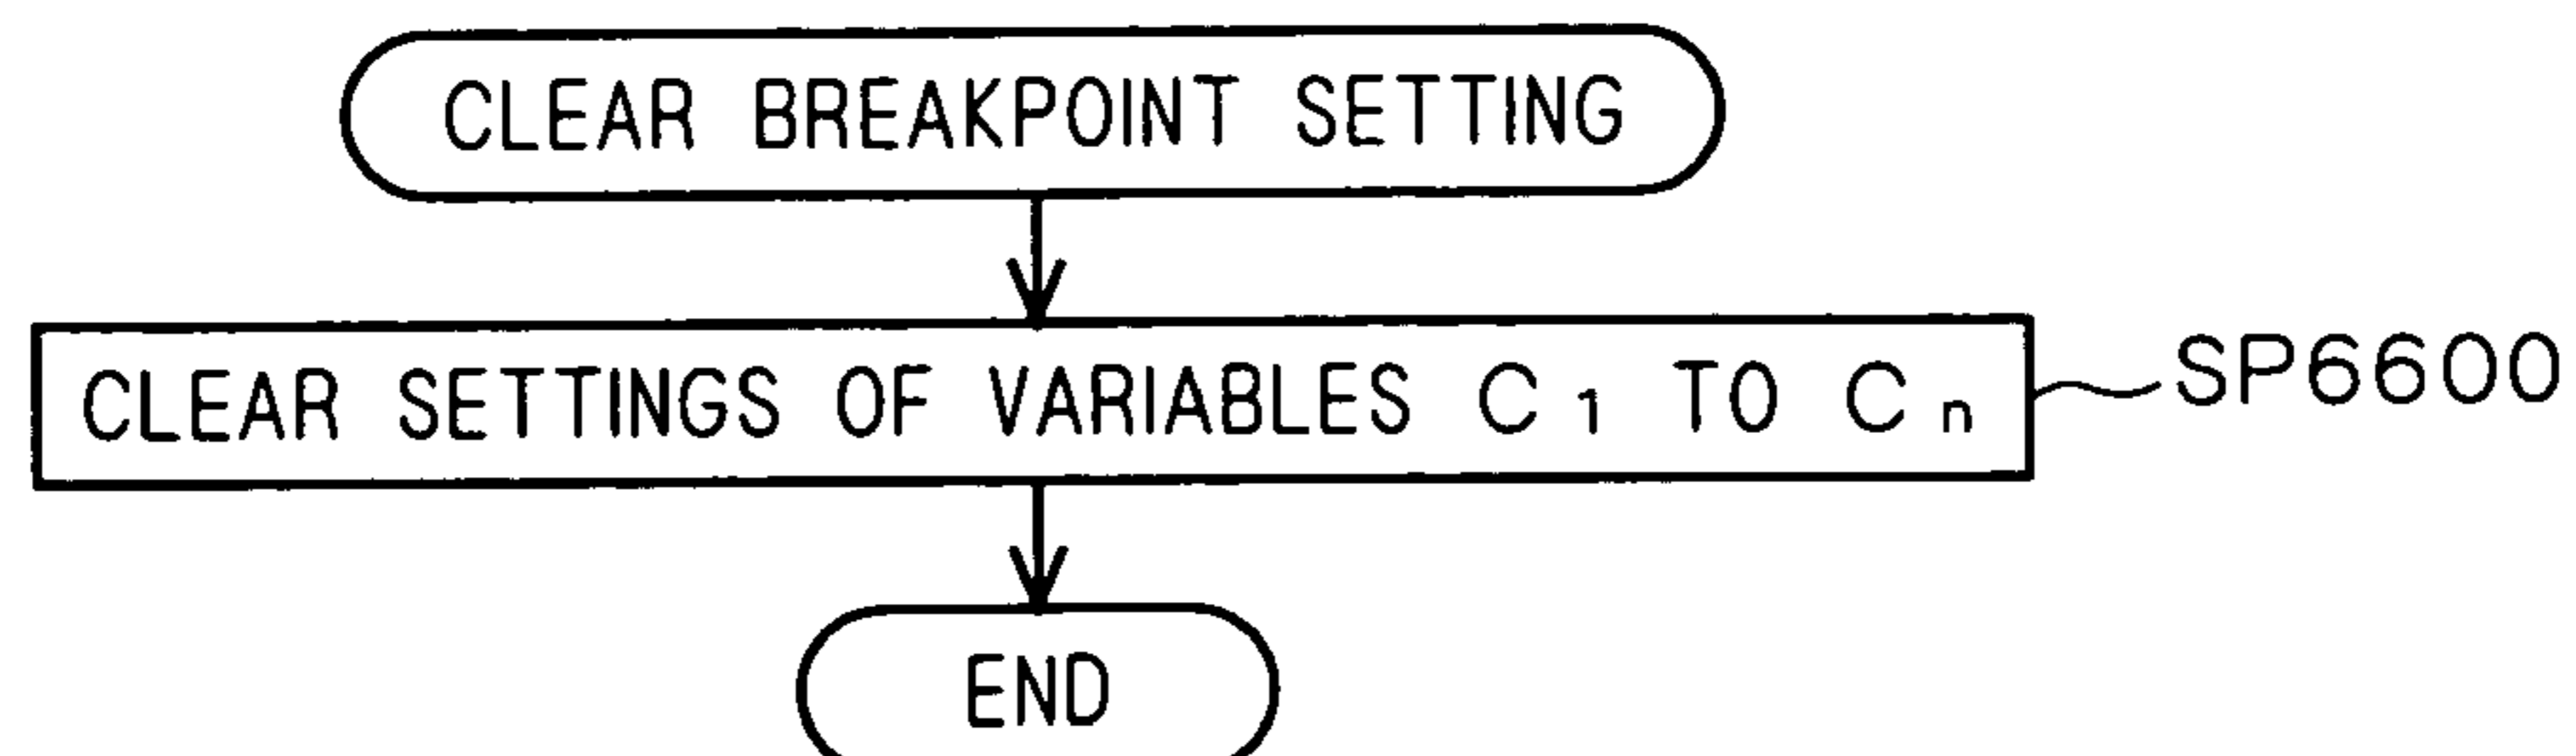 CLEAR BREAKPOINT SETTING
CLEAR SETTINGS OF VARIABLES C₁ TO Cₙ
SP6600
END